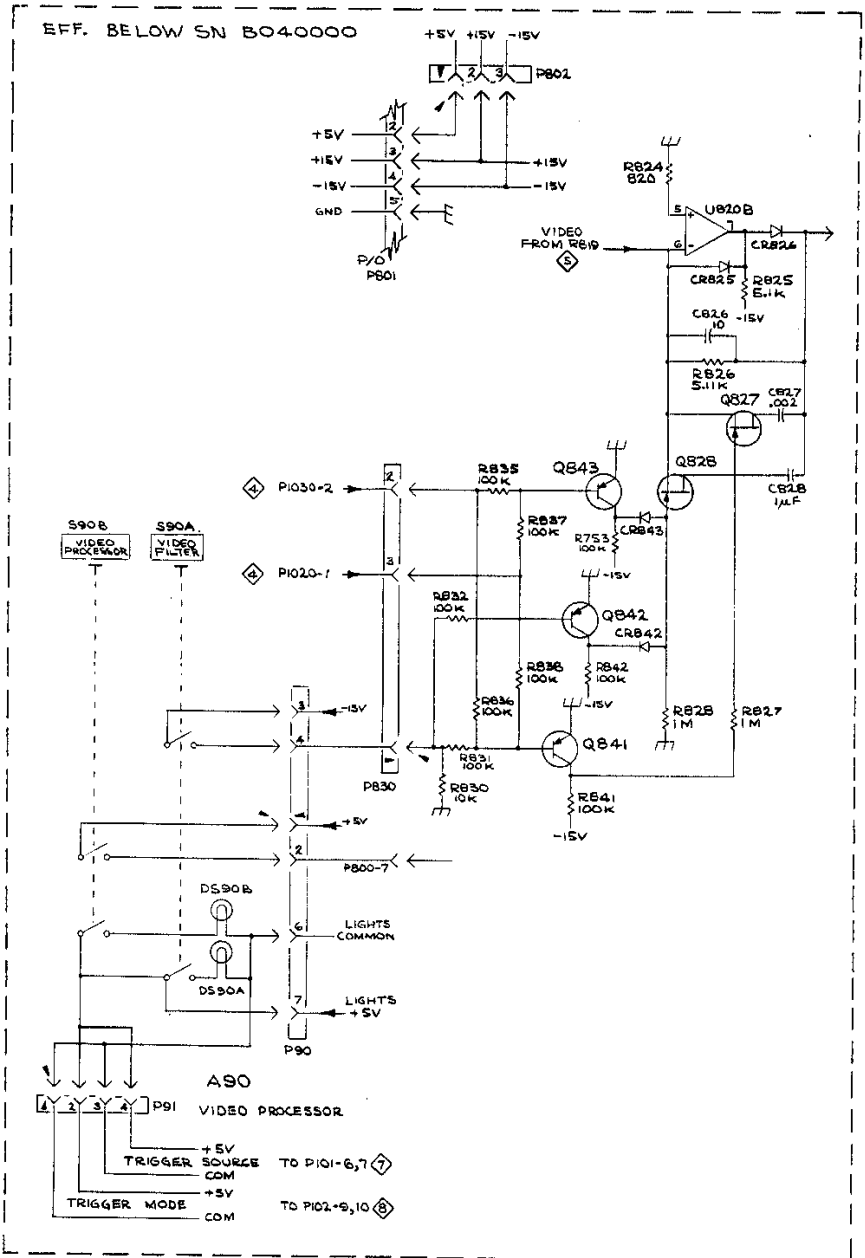 EFF. BELOW SN B040000
+5V +15V -15V
2 3 P802
+5V 2
+15V 3 +15V
-15V 4 -15V
GND 5
P/O
P801
R824
820
5 + U820B
6 -
VIDEO
FROM R819
5
CR826
CR825
R825
5.1K
-15V
C826
10
R826
5.11K
Q827
C827
.002
Q828
C828
1µF
4 P1030-2
2
R835
100K
Q843
CR843
R837
100K
R753
100K
-15V
S90B
VIDEO
PROCESSOR
S90A
VIDEO
FILTER
4 P1020-1
3
R832
100K
Q842
CR842
R838
100K
R842
100K
-15V
R836
100K
R828
1M
R827
1M
3 -15V
4
P830
R831
100K
R830
10K
Q841
R841
100K
-15V
+5V
2
P800-7
DS90B
6 LIGHTS
COMMON
DS90A
7 LIGHTS
+5V
P90
A90
1 2 3 4 P91
VIDEO PROCESSOR
+5V
TRIGGER SOURCE TO P101-6,7 7
COM
+5V
TRIGGER MODE TO P102-9,10 8
COM